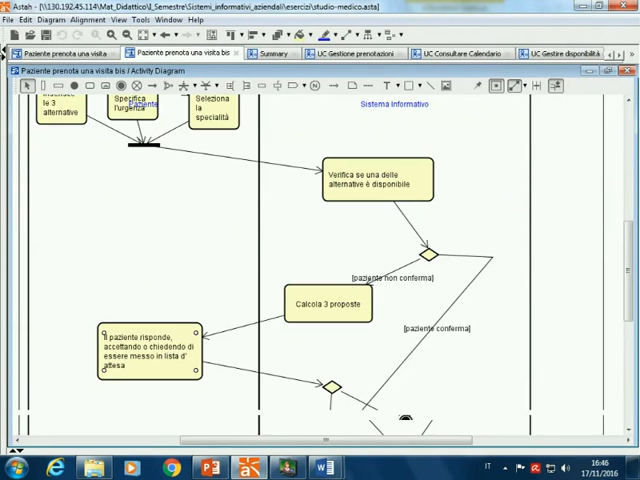 Astah - [\\130.192.45.114\Mat_Didattico\I_Semestre\Sistemi_informativi_aziendali\esercizi\studio-medico.asta]
File Edit Diagram Alignment View Tools Window Help
Paziente prenota una visita
Paziente prenota una visita bis
Summary
UC Gestione prenotazioni
UC Consultare Calendario
UC Gestire disponibilità
Paziente prenota una visita bis / Activity Diagram
Paziente
Sistema Informativo
le 3
alternative
Specifica
l'urgenza
Seleziona
la
specialità
Verifica se una delle
alternative è disponibile
[paziente non conferma]
Calcola 3 proposte
[paziente conferma]
Il paziente risponde,
accettando o chiedendo di
essere messo in lista d'
attesa
IT
16:46
17/11/2016